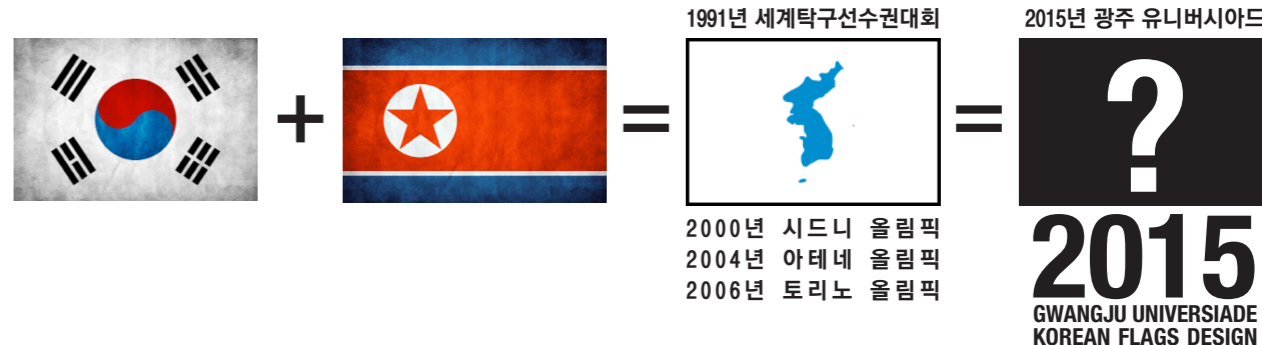 1991년 세계탁구선수권대회
2015년 광주 유니버시아드
+
=
=
?
2000년 시드니 올림픽
2004년 아테네 올림픽
2006년 토리노 올림픽
2015
GWANGJU UNIVERSIADE
KOREAN FLAGS DESIGN